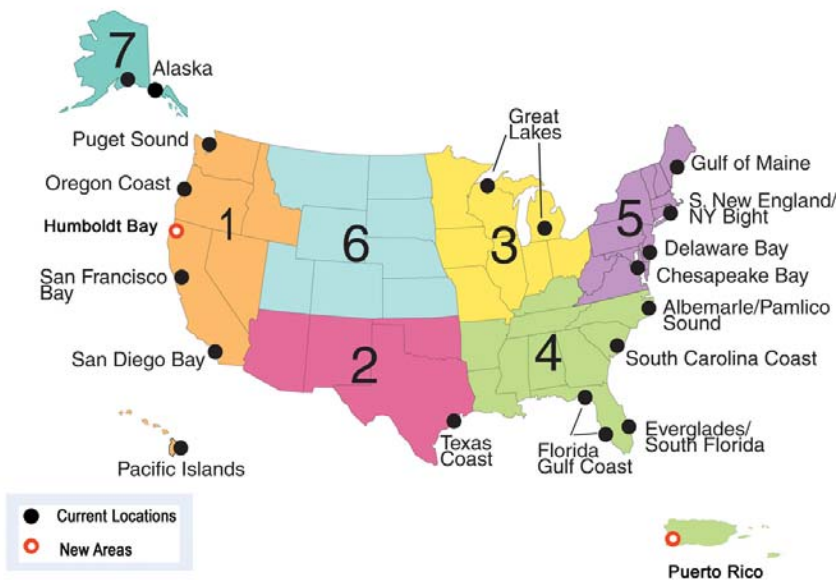 7
Alaska
Puget Sound
Oregon Coast
Humboldt Bay
San Francisco
Bay
San Diego Bay
Pacific Islands
1
6
2
3
4
5
Great
Lakes
Gulf of Maine
S. New England/
NY Bight
Delaware Bay
Chesapeake Bay
Albemarle/Pamlico
Sound
South Carolina Coast
Everglades/
South Florida
Florida
Gulf Coast
Texas
Coast
Current Locations
New Areas
Puerto Rico